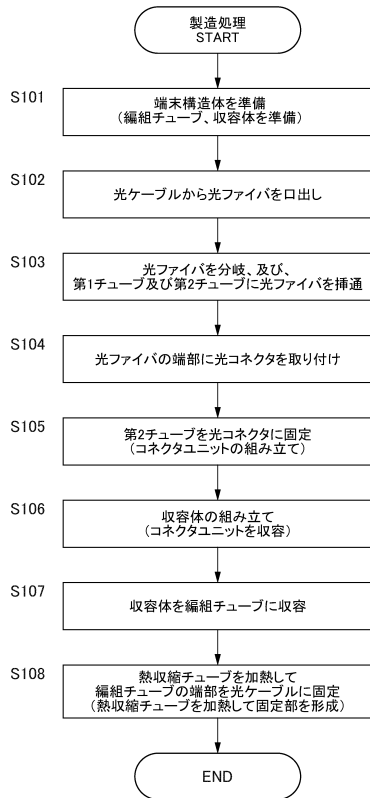 製造処理
START
S101
端末構造体を準備
（編組チューブ、収容体を準備）
S102
光ケーブルから光ファイバを口出し
S103
光ファイバを分岐、及び、
第1チューブ及び第2チューブに光ファイバを挿通
S104
光ファイバの端部に光コネクタを取り付け
S105
第2チューブを光コネクタに固定
（コネクタユニットの組み立て）
S106
収容体の組み立て
（コネクタユニットを収容）
S107
収容体を編組チューブに収容
S108
熱収縮チューブを加熱して
編組チューブの端部を光ケーブルに固定
（熱収縮チューブを加熱して固定部を形成）
END